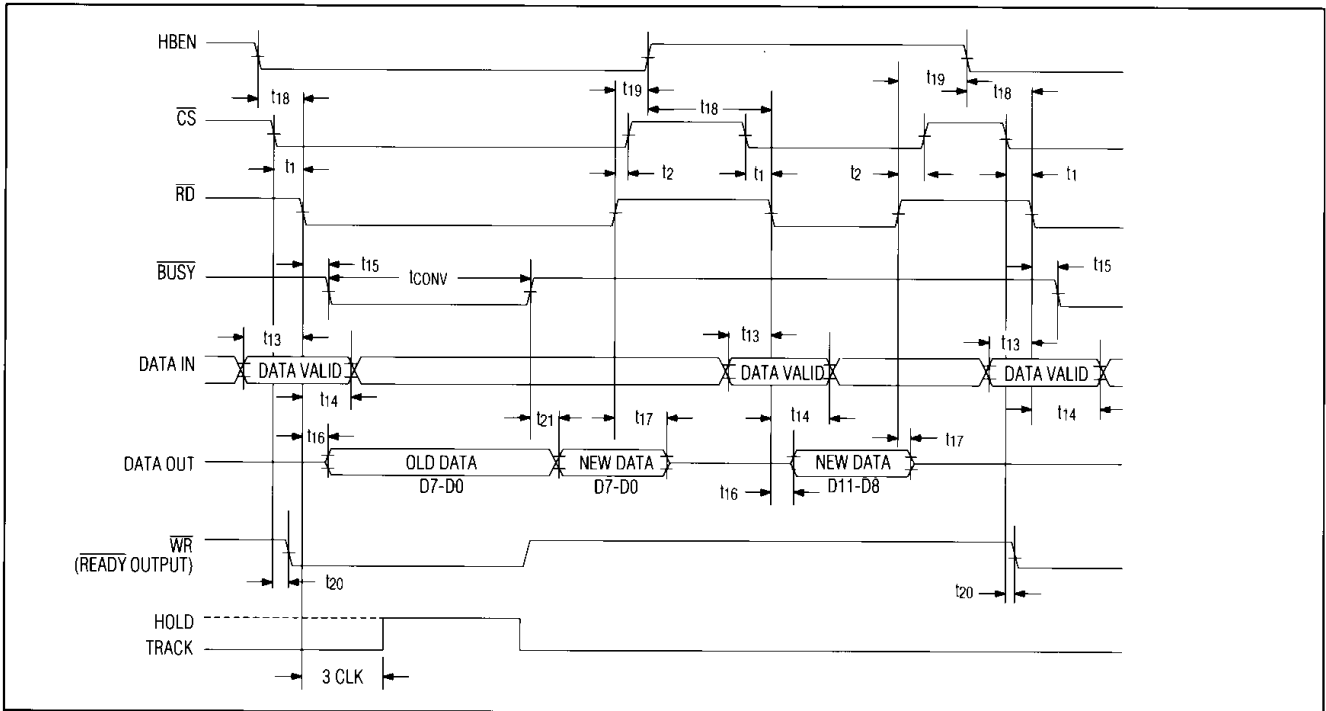 HBEN
t19
t19
t18
t18
t18
CS
t1
t2
t1
t2
t1
RD
BUSY
t15
tCONV
t15
t13
t13
t13
DATA IN
DATA VALID
DATA VALID
DATA VALID
t14
t14
t14
t16
t21
t17
t17
DATA OUT
OLD DATA
NEW DATA
NEW DATA
D7-D0
D7-D0
D11-D8
t16
WR
(READY OUTPUT)
t20
t20
HOLD
TRACK
3 CLK